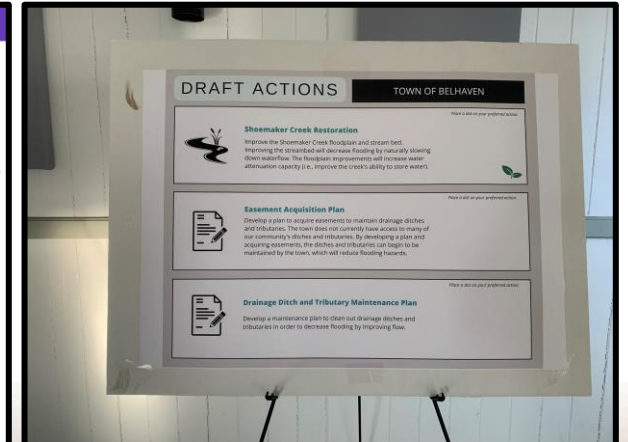 DRAFT ACTIONS
TOWN OF BELHAVEN
Place a dot on your preferred action.
Shoemaker Creek Restoration
Improve the Shoemaker Creek floodplain and stream bed.
Improving the streambed will decrease flooding by naturally slowing
down waterflow. The floodplain improvements will increase water
attenuation capacity (i.e., improve the creek's ability to store water).
Place a dot on your preferred action.
Easement Acquisition Plan
Develop a plan to acquire easements to maintain drainage ditches
and tributaries. The town does not currently have access to many of
our community's ditches and tributaries. By developing a plan and
acquiring easements, the ditches and tributaries can begin to be
maintained by the town, which will reduce flooding hazards.
Place a dot on your preferred action.
Drainage Ditch and Tributary Maintenance Plan
Develop a maintenance plan to clean out drainage ditches and
tributaries in order to decrease flooding by improving flow.